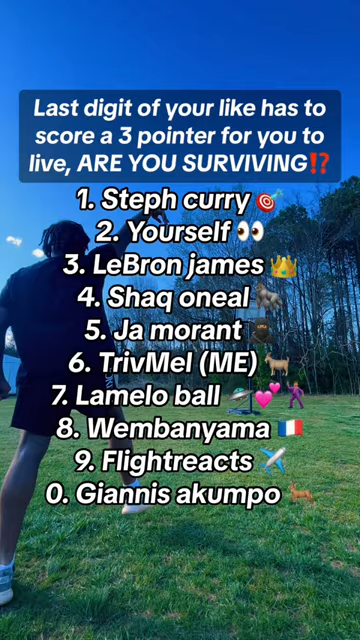 Last digit of your like has to
score a 3 pointer for you to
live, ARE YOU SURVIVING⁉️
1. Steph curry 🎯
2. Yourself 👀
3. LeBron james 👑
4. Shaq oneal 🦍
5. Ja morant 🥷🏿
6. TrivMel (ME) 🐐
7. Lamelo ball 🛸💕🕺
8. Wembanyama 🇫🇷
9. Flightreacts ✈️
0. Giannis akumpo 🦌